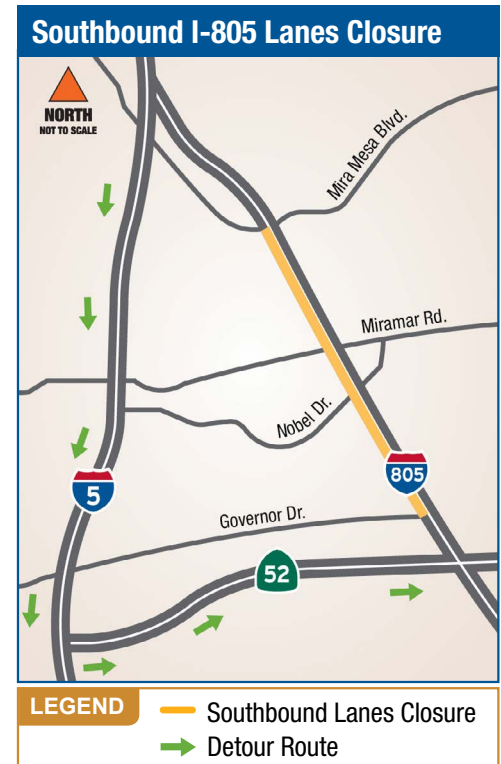 Southbound I-805 Lanes Closure
NORTH
NOT TO SCALE
Mira Mesa Blvd.
Miramar Rd.
Nobel Dr.
805
5
Governor Dr.
52
LEGEND
Southbound Lanes Closure
Detour Route